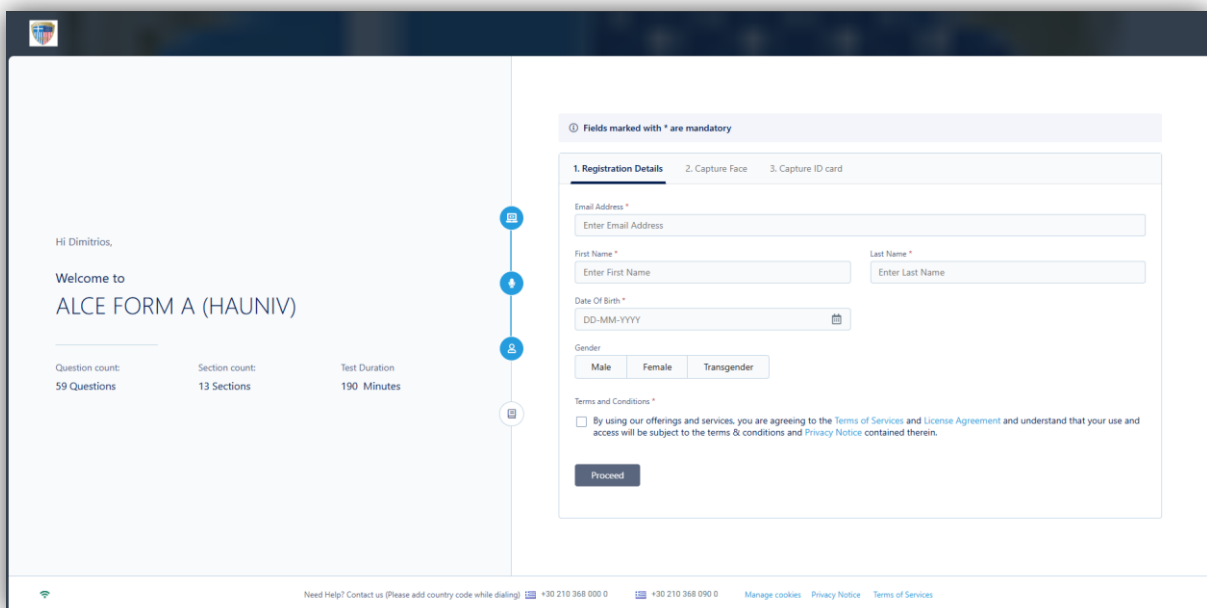 Hi Dimitrios,
Welcome to
ALCE FORM A (HAUNIV)
Question count:
59 Questions
Section count:
13 Sections
Test Duration
190 Minutes
Fields marked with * are mandatory
1. Registration Details
2. Capture Face
3. Capture ID card
Email Address *
Enter Email Address
First Name *
Enter First Name
Last Name *
Enter Last Name
Date Of Birth *
DD-MM-YYYY
Gender
Male
Female
Transgender
Terms and Conditions *
By using our offerings and services, you are agreeing to the Terms of Services and License Agreement and understand that your use and
access will be subject to the terms & conditions and Privacy Notice contained therein.
Proceed
Need Help? Contact us (Please add country code while dialing) +30 210 368 000 0 +30 210 368 090 0 Manage cookies Privacy Notice Terms of Services